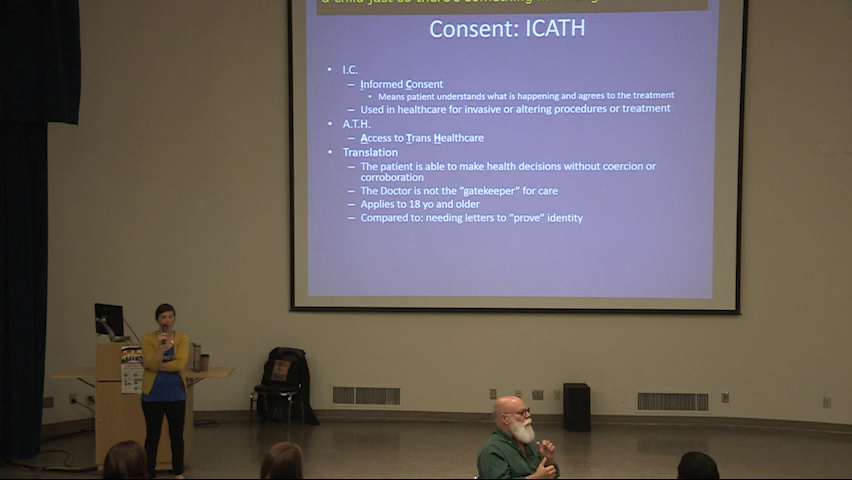 Consent: ICATH
• I.C.
– Informed Consent
• Means patient understands what is happening and agrees to the treatment
– Used in healthcare for invasive or altering procedures or treatment
• A.T.H.
– Access to Trans Healthcare
• Translation
– The patient is able to make health decisions without coercion or
corroboration
– The Doctor is not the “gatekeeper” for care
– Applies to 18 yo and older
– Compared to: needing letters to “prove” identity